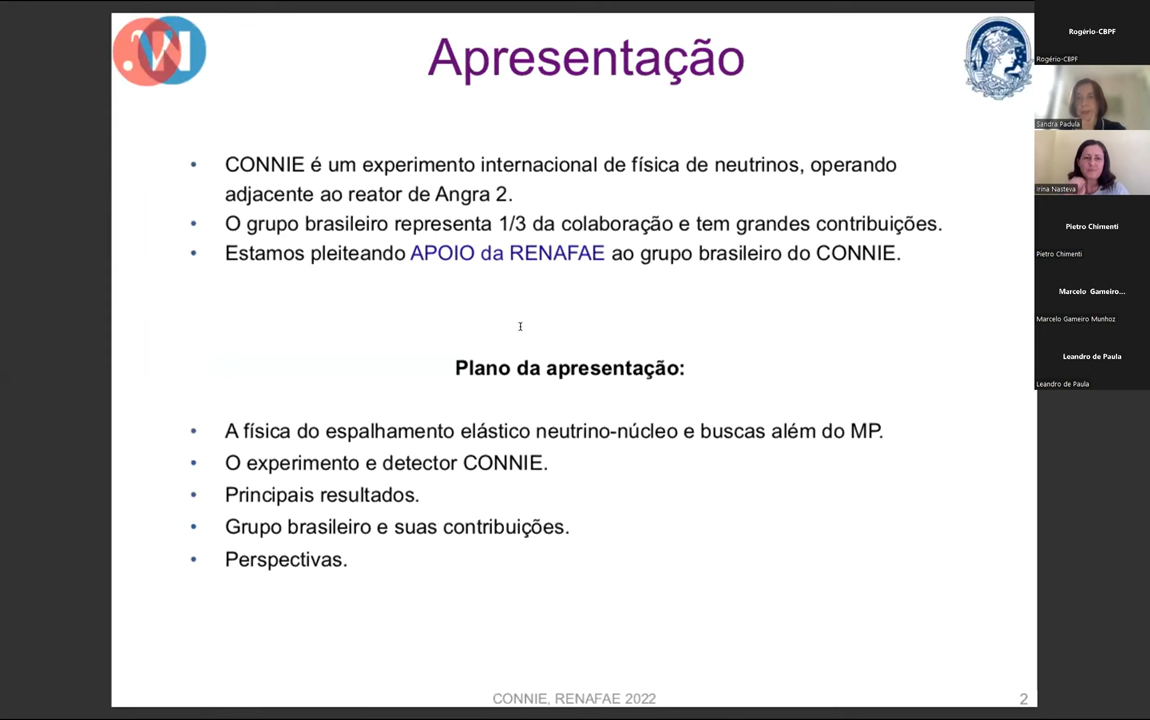 Apresentação
• CONNIE é um experimento internacional de física de neutrinos, operando
adjacente ao reator de Angra 2.
• O grupo brasileiro representa 1/3 da colaboração e tem grandes contribuições.
• Estamos pleiteando APOIO da RENAFAE ao grupo brasileiro do CONNIE.
Plano da apresentação:
• A física do espalhamento elástico neutrino-núcleo e buscas além do MP.
• O experimento e detector CONNIE.
• Principais resultados.
• Grupo brasileiro e suas contribuições.
• Perspectivas.
CONNIE, RENAFAE 2022
2
Rogério-CBPF
Rogério-CBPF
Sandra Padula
Irina Nasteva
Pietro Chimenti
Pietro Chimenti
Marcelo Gameiro...
Marcelo Gameiro Munhoz
Leandro de Paula
Leandro de Paula